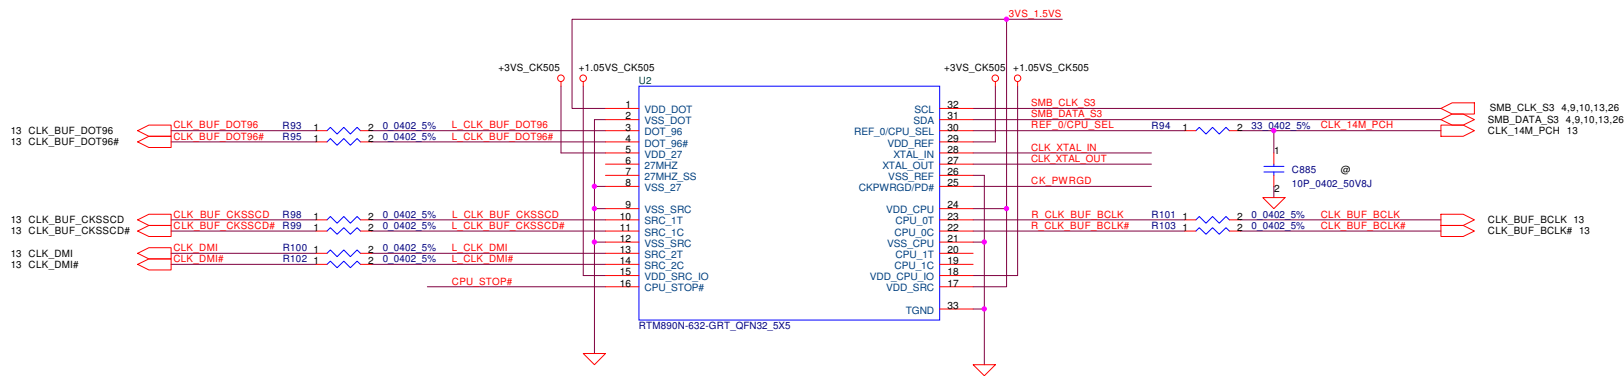 3VS_1.5VS
+3VS_CK505 +1.05VS_CK505 +3VS_CK505 +1.05VS_CK505
U2
1 VDD_DOT SCL 32 SMB_CLK_S3 SMB_CLK_S3 4,9,10,13,26
2 VSS_DOT SDA 31 SMB_DATA_S3 SMB_DATA_S3 4,9,10,13,26
13 CLK_BUF_DOT96 CLK_BUF_DOT96 R93 1 2 0_0402_5% L_CLK_BUF_DOT96 3 DOT_96 REF_0/CPU_SEL 30 REF_0/CPU_SEL R94 1 2 33_0402_5% CLK_14M_PCH CLK_14M_PCH 13
13 CLK_BUF_DOT96# CLK_BUF_DOT96# R95 1 2 0_0402_5% L_CLK_BUF_DOT96# 4 DOT_96# VDD_REF 29
5 VDD_27 XTAL_IN 28 CLK_XTAL_IN 1
6 27MHZ XTAL_OUT 27 CLK_XTAL_OUT
7 27MHZ_SS VSS_REF 26 C885 @
8 VSS_27 CKPWRGD/PD# 25 CK_PWRGD 2 10P_0402_50V8J
9 VSS_SRC VDD_CPU 24
13 CLK_BUF_CKSSCD CLK_BUF_CKSSCD R98 1 2 0_0402_5% L_CLK_BUF_CKSSCD 10 SRC_1T CPU_0T 23 R_CLK_BUF_BCLK R101 1 2 0_0402_5% CLK_BUF_BCLK CLK_BUF_BCLK 13
13 CLK_BUF_CKSSCD# CLK_BUF_CKSSCD# R99 1 2 0_0402_5% L_CLK_BUF_CKSSCD# 11 SRC_1C CPU_0C 22 R_CLK_BUF_BCLK# R103 1 2 0_0402_5% CLK_BUF_BCLK# CLK_BUF_BCLK# 13
12 VSS_SRC VSS_CPU 21
13 CLK_DMI CLK_DMI R100 1 2 0_0402_5% L_CLK_DMI 13 SRC_2T CPU_1T 20
13 CLK_DMI# CLK_DMI# R102 1 2 0_0402_5% L_CLK_DMI# 14 SRC_2C CPU_1C 19
15 VDD_SRC_IO VDD_CPU_IO 18
CPU_STOP# 16 CPU_STOP# VDD_SRC 17
TGND 33
RTM890N-632-GRT_QFN32_5X5